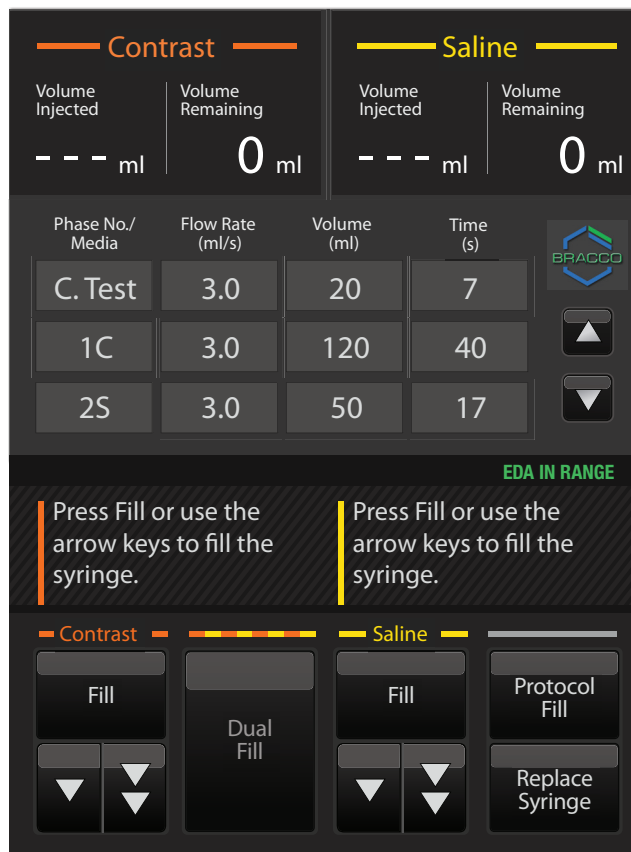 Contrast
Saline
Volume
Injected
Volume
Remaining
Volume
Injected
Volume
Remaining
- - - ml
0 ml
- - - ml
0 ml
Phase No./
Media
Flow Rate
(ml/s)
Volume
(ml)
Time
(s)
BRACCO
C. Test 3.0 20 7
1C 3.0 120 40
2S 3.0 50 17
EDA IN RANGE
Press Fill or use the
arrow keys to fill the
syringe.
Press Fill or use the
arrow keys to fill the
syringe.
Contrast
Saline
Fill
Dual
Fill
Fill
Protocol
Fill
Replace
Syringe